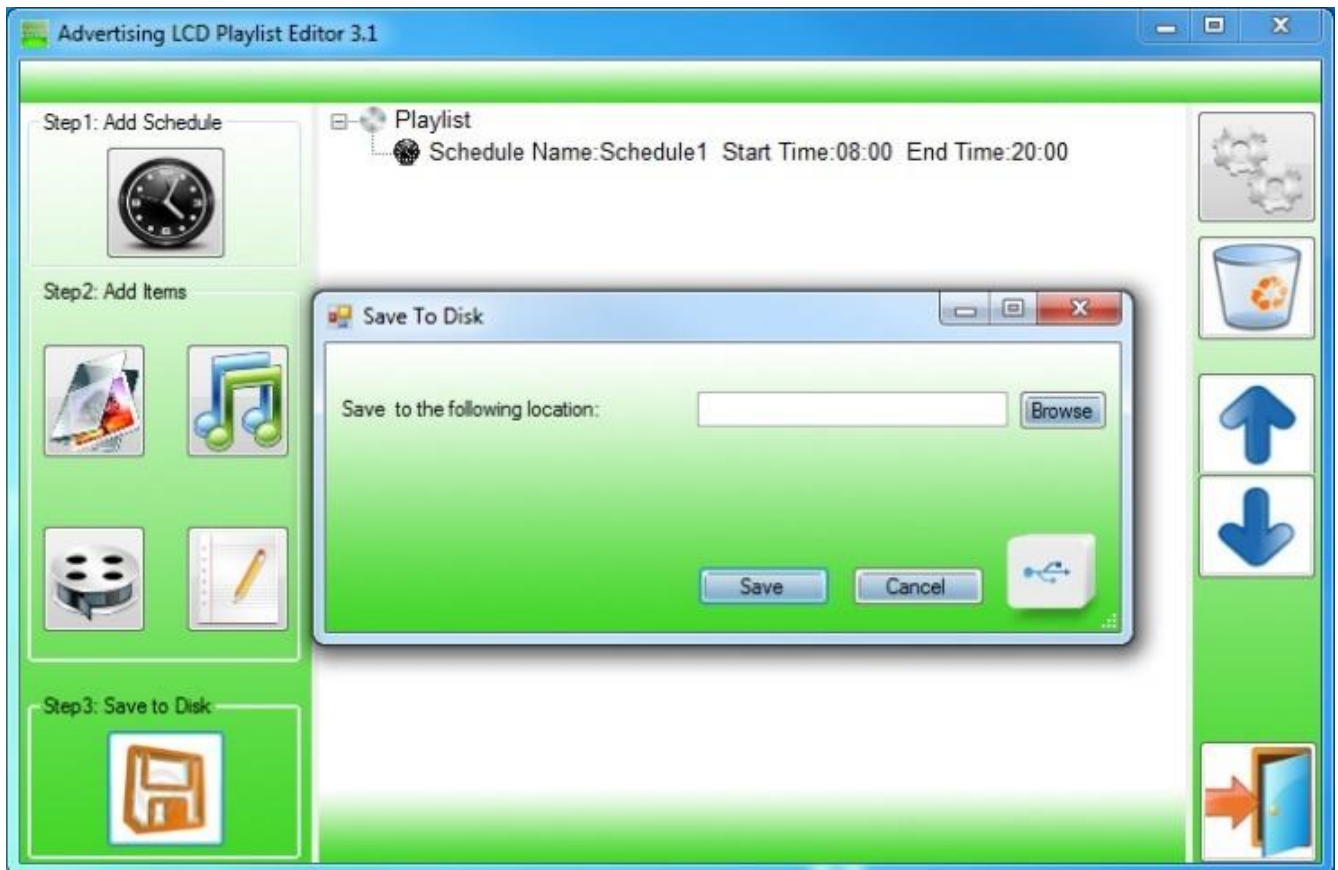 Advertising LCD Playlist Editor 3.1
Step1: Add Schedule
Playlist
Schedule Name:Schedule1 Start Time:08:00 End Time:20:00
Step2: Add Items
Save To Disk
Save to the following location:
Browse
Save
Cancel
Step3: Save to Disk